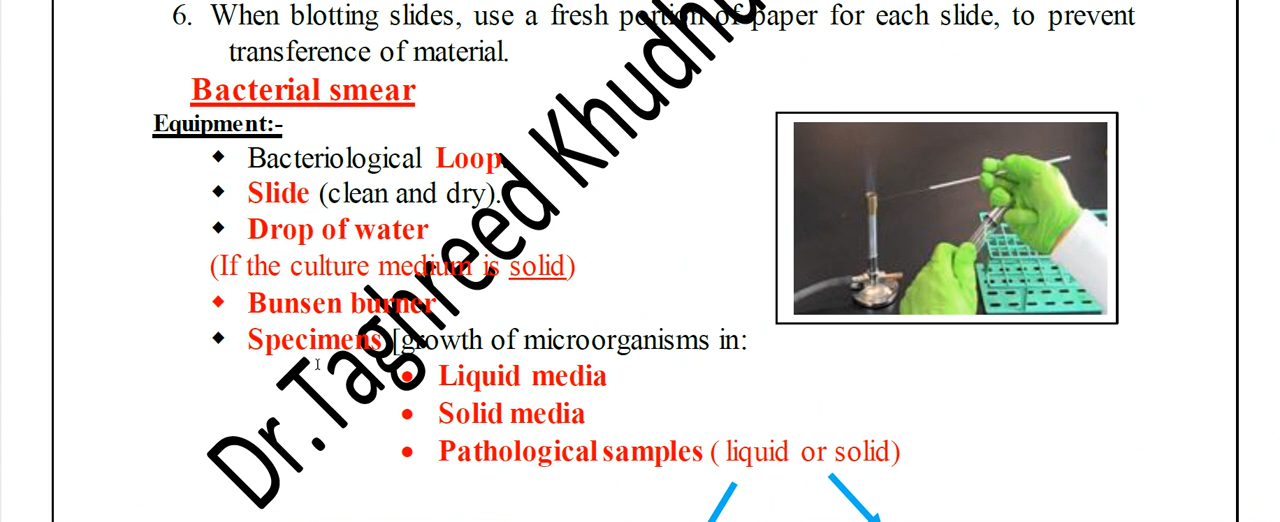 6. When blotting slides, use a fresh portion of paper for each slide, to prevent
transference of material.
Bacterial smear
Equipment:-
Bacteriological Loop
Slide (clean and dry).
Drop of water
(If the culture medium is solid)
Bunsen burner
Specimens [growth of microorganisms in:
Liquid media
Solid media
Pathological samples ( liquid or solid)
Dr.Taghreed